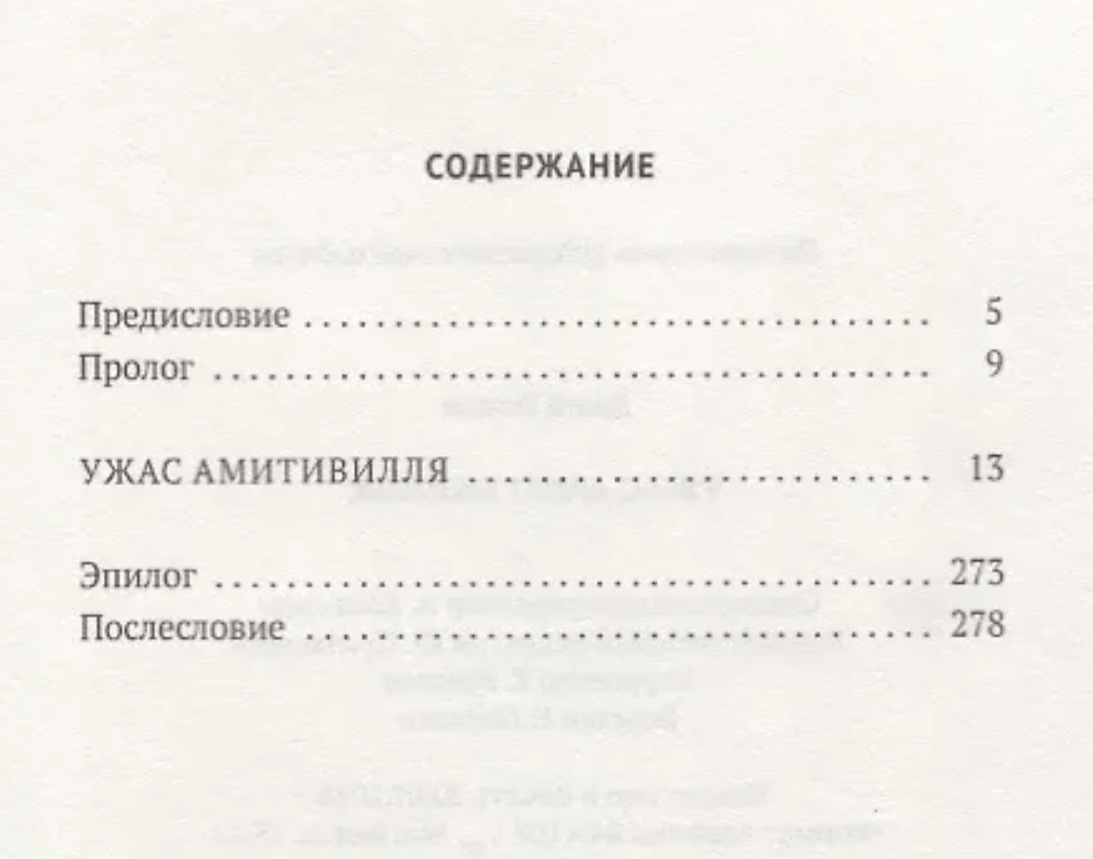 СОДЕРЖАНИЕ
Предисловие ........................................ 5
Пролог ........................................ 9
УЖАС АМИТИВИЛЛЯ ........................................ 13
Эпилог ........................................ 273
Послесловие ........................................ 278